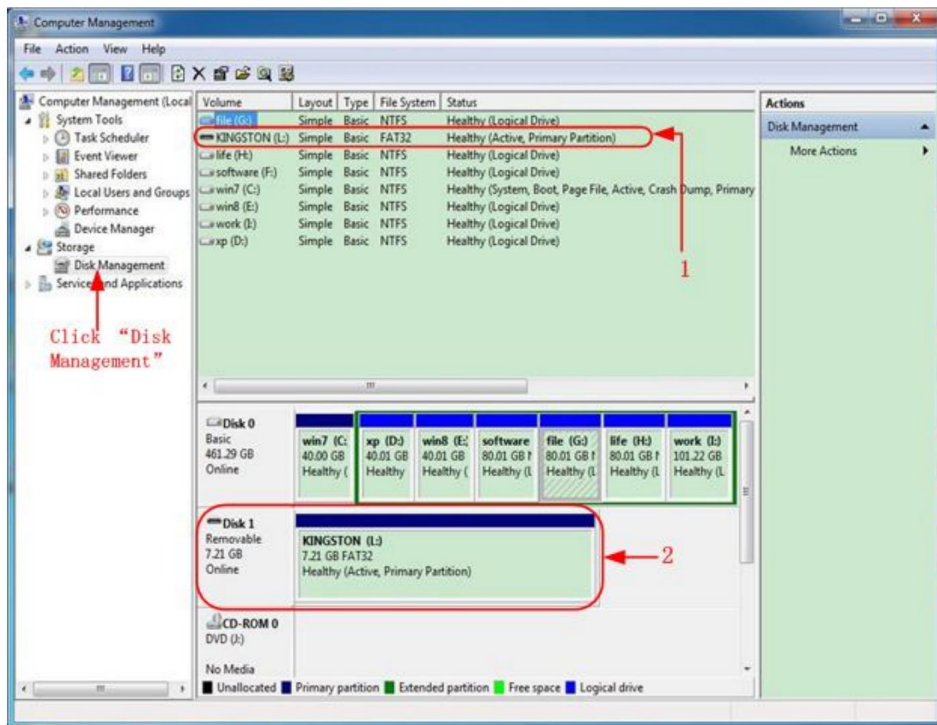 Computer Management
File Action View Help
Computer Management (Local
System Tools
Task Scheduler
Event Viewer
Shared Folders
Local Users and Groups
Performance
Device Manager
Storage
Disk Management
Services and Applications
Click “Disk
Management”
Volume Layout Type File System Status
file (G:) Simple Basic NTFS Healthy (Logical Drive)
KINGSTON (L:) Simple Basic FAT32 Healthy (Active, Primary Partition)
life (H:) Simple Basic NTFS Healthy (Logical Drive)
software (F:) Simple Basic NTFS Healthy (Logical Drive)
win7 (C:) Simple Basic NTFS Healthy (System, Boot, Page File, Active, Crash Dump, Primary
win8 (E:) Simple Basic NTFS Healthy (Logical Drive)
work (I:) Simple Basic NTFS Healthy (Logical Drive)
xp (D:) Simple Basic NTFS Healthy (Logical Drive)
1
Actions
Disk Management
More Actions
Disk 0
Basic
461.29 GB
Online
win7 (C:
40.00 GB
Healthy (
xp (D:)
40.01 GB
Healthy
win8 (E:
40.01 GB
Healthy (
software
80.01 GB N
Healthy (L
file (G:)
80.01 GB N
Healthy (L
life (H:)
80.01 GB N
Healthy (L
work (I:)
101.22 GB
Healthy (L
Disk 1
Removable
7.21 GB
Online
KINGSTON (L:)
7.21 GB FAT32
Healthy (Active, Primary Partition)
2
CD-ROM 0
DVD (J:)
No Media
Unallocated Primary partition Extended partition Free space Logical drive